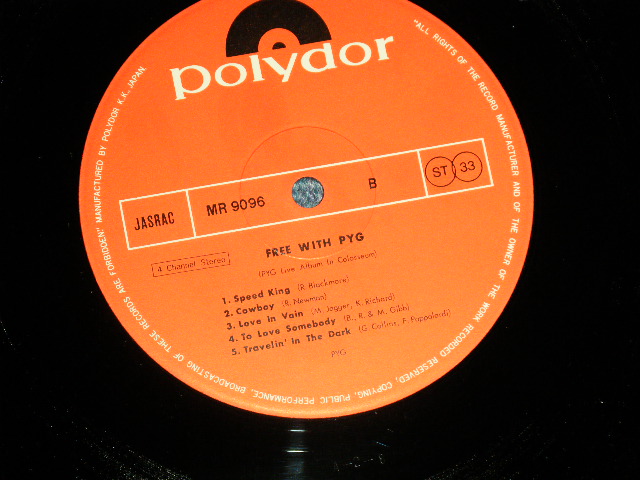 polydor
JASRAC
MR 9096
B
ST 33
4 Channel Stereo
FREE WITH PYG
(PYG Live Album In Colosseum)
1. Speed King (R. Blackmore)
2. Cowboy (R. Newman)
3. Love In Vain (M. Jagger, K. Richard)
4. To Love Somebody (B., R. & M. Gibb)
5. Travelin' In The Dark (G. Collins, F. Papaolardi)
PYG
"ALL RIGHTS OF THE RECORD MANUFACTURER AND OF THE OWNER OF THE WORK RECORDED RESERVED, COPYING, PUBLIC PERFORMANCE, BROADCASTING OF THESE RECORDS ARE FORBIDDEN" MANUFACTURED BY POLYDOR K.K., JAPAN.